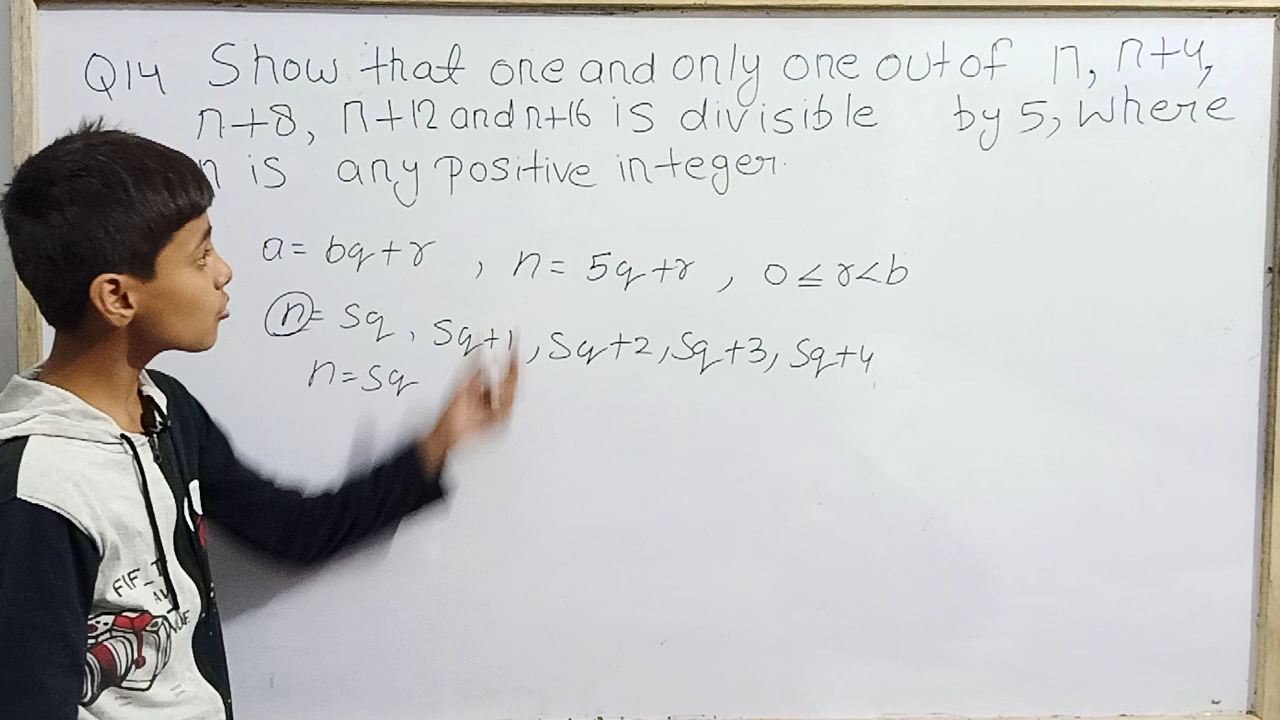 Q14 Show that one and only one out of n, n+4,
n+8, n+12 and n+16 is divisible by 5, where
n is any positive integer.
a = bq+r , n = 5q+r , 0≤r<b
n = 5q, 5q+1, 5q+2, 5q+3, 5q+4
n=5q